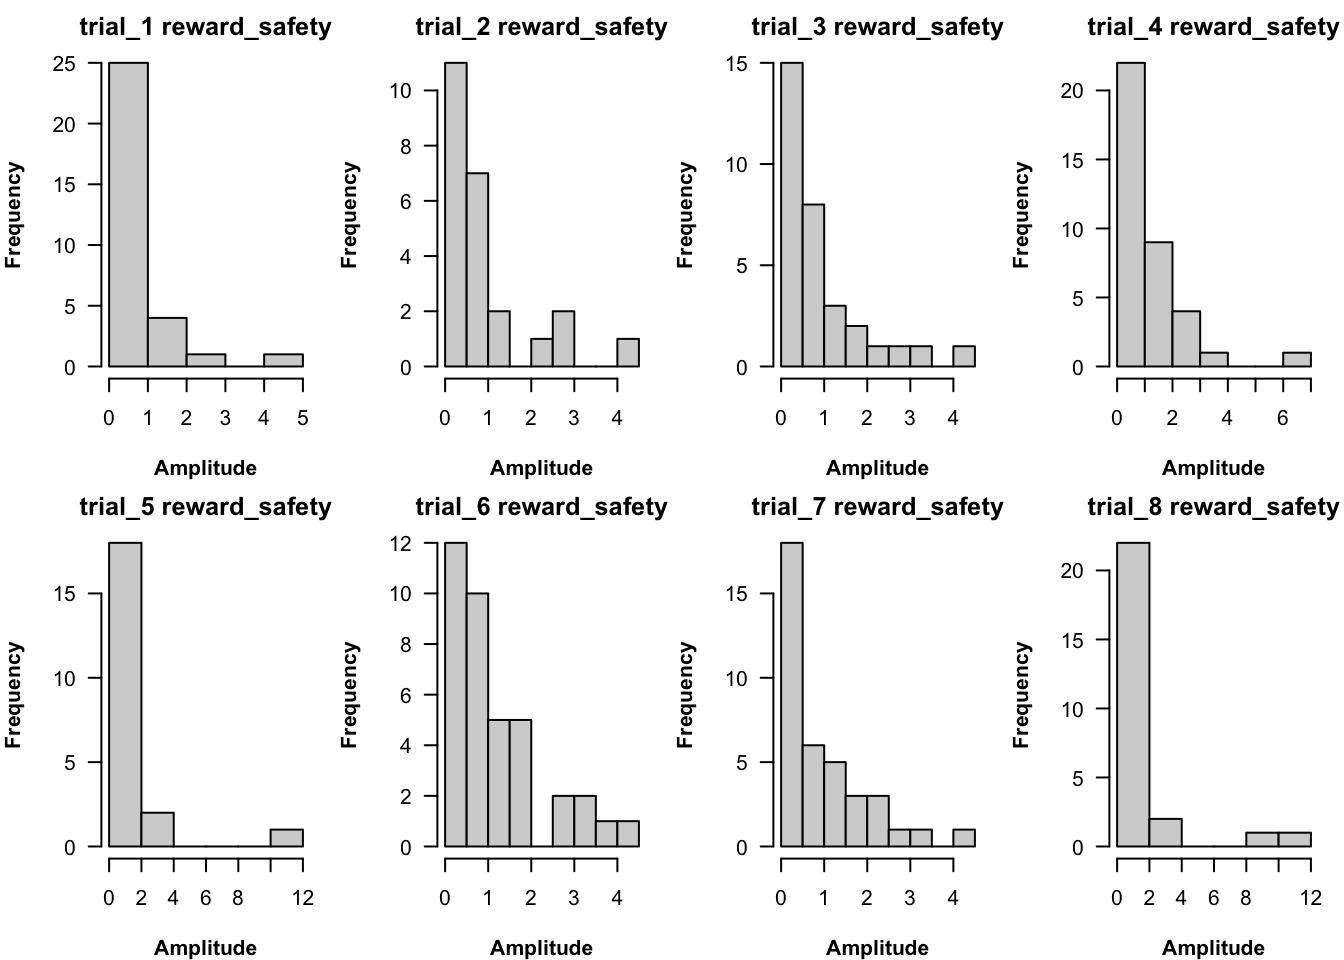 trial_1 reward_safety
Frequency
25
20
15
10
5
0
0 1 2 3 4 5
Amplitude
trial_2 reward_safety
Frequency
10
8
6
4
2
0
0 1 2 3 4
Amplitude
trial_3 reward_safety
Frequency
15
10
5
0
0 1 2 3 4
Amplitude
trial_4 reward_safety
Frequency
20
15
10
5
0
0 2 4 6
Amplitude
trial_5 reward_safety
Frequency
15
10
5
0
0 2 4 6 8 12
Amplitude
trial_6 reward_safety
Frequency
12
10
8
6
4
2
0
0 1 2 3 4
Amplitude
trial_7 reward_safety
Frequency
15
10
5
0
0 1 2 3 4
Amplitude
trial_8 reward_safety
Frequency
20
15
10
5
0
0 2 4 6 8 12
Amplitude